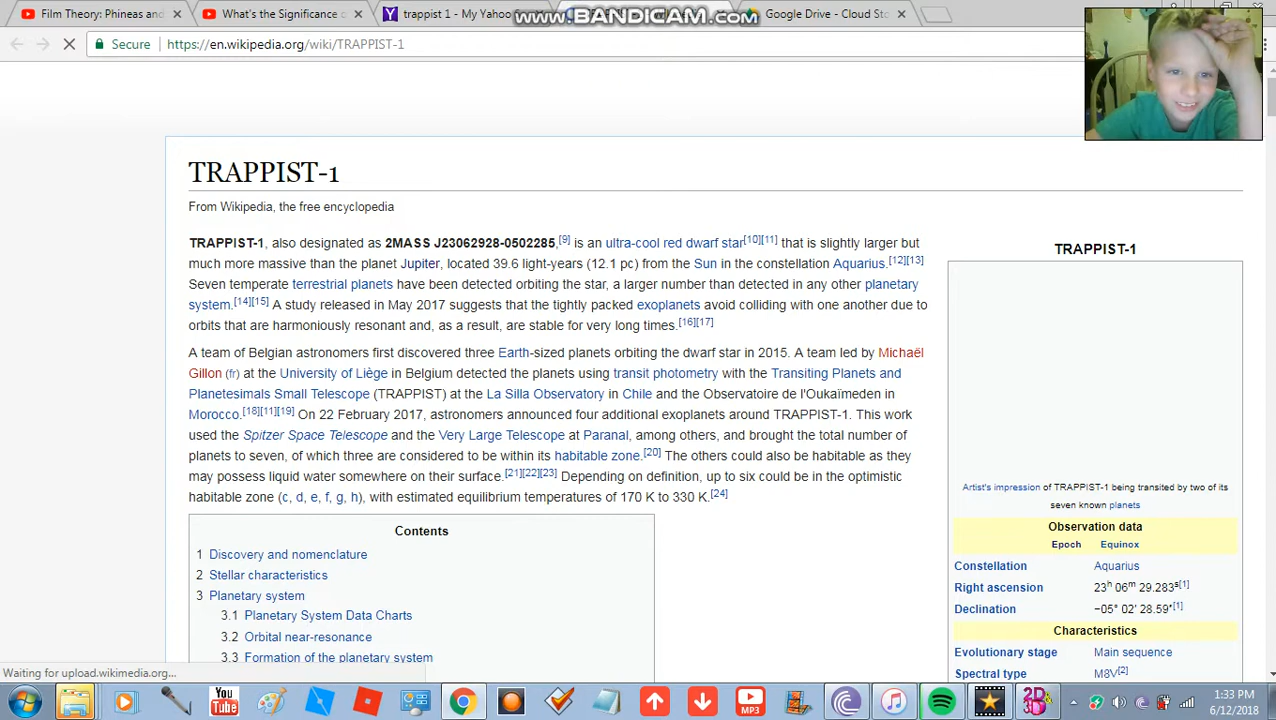 Film Theory: Phineas and
What's Significance of
trappist 1 - My Yahoo
Google Drive - Cloud Sto
www.BANDICAM.com
Secure
https://en.wikipedia.org/wiki/TRAPPIST-1
TRAPPIST-1
From Wikipedia, the free encyclopedia
TRAPPIST-1, also designated as 2MASS J23062928-0502285,[9] is an ultra-cool red dwarf star[10][11] that is slightly larger but
much more massive than the planet Jupiter, located 39.6 light-years (12.1 pc) from the Sun in the constellation Aquarius.[12][13]
Seven temperate terrestrial planets have been detected orbiting the star, a larger number than detected in any other planetary
system.[14][15] A study released in May 2017 suggests that the tightly packed exoplanets avoid colliding with one another due to
orbits that are harmoniously resonant and, as a result, are stable for very long times.[16][17]
A team of Belgian astronomers first discovered three Earth-sized planets orbiting the dwarf star in 2015. A team led by Michaël
Gillon (fr) at the University of Liège in Belgium detected the planets using transit photometry with the Transiting Planets and
Planetesimals Small Telescope (TRAPPIST) at the La Silla Observatory in Chile and the Observatoire de l'Oukaïmeden in
Morocco.[18][11][19] On 22 February 2017, astronomers announced four additional exoplanets around TRAPPIST-1. This work
used the Spitzer Space Telescope and the Very Large Telescope at Paranal, among others, and brought the total number of
planets to seven, of which three are considered to be within its habitable zone.[20] The others could also be habitable as they
may possess liquid water somewhere on their surface.[21][22][23] Depending on definition, up to six could be in the optimistic
habitable zone (c, d, e, f, g, h), with estimated equilibrium temperatures of 170 K to 330 K.[24]
Contents
1 Discovery and nomenclature
2 Stellar characteristics
3 Planetary system
3.1 Planetary System Data Charts
3.2 Orbital near-resonance
3.3 Formation of the planetary system
TRAPPIST-1
Artist's impression of TRAPPIST-1 being transited by two of its
seven known planets
Observation data
Epoch Equinox
Constellation Aquarius
Right ascension 23h 06m 29.283s[1]
Declination −05° 02′ 28.59″[1]
Characteristics
Evolutionary stage Main sequence
Spectral type M8V[2]
Waiting for upload.wikimedia.org...
You
Tube
MP3
3D
1:33 PM
6/12/2018